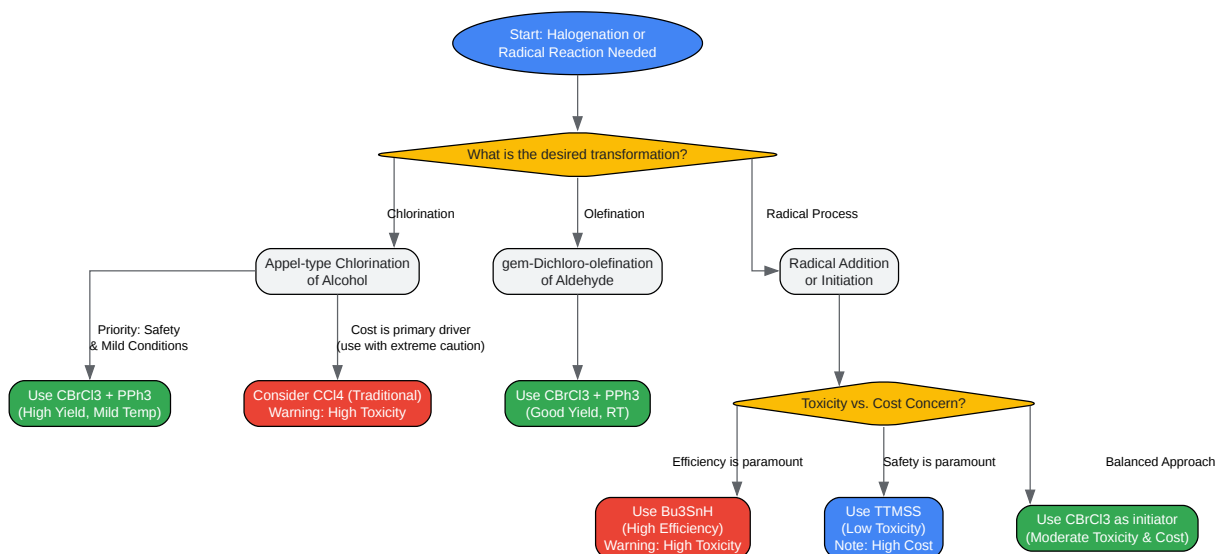 Start: Halogenation or
Radical Reaction Needed
What is the desired transformation?
Chlorination
Olefination
Radical Process
Appel-type Chlorination
of Alcohol
gem-Dichloro-olefination
of Aldehyde
Radical Addition
or Initiation
Priority: Safety
& Mild Conditions
Cost is primary driver
(use with extreme caution)
Use CBrCl3 + PPh3
(High Yield, Mild Temp)
Consider CCl4 (Traditional)
Warning: High Toxicity
Use CBrCl3 + PPh3
(Good Yield, RT)
Toxicity vs. Cost Concern?
Efficiency is paramount
Safety is paramount
Balanced Approach
Use Bu3SnH
(High Efficiency)
Warning: High Toxicity
Use TTMSS
(Low Toxicity)
Note: High Cost
Use CBrCl3 as initiator
(Moderate Toxicity & Cost)